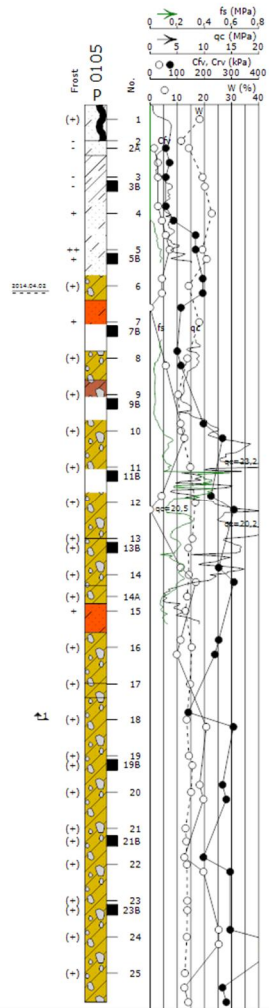 fs (MPa)
0 0,2 0,4 0,6 0,8
qc (MPa)
0 5 10 15 20
Cfv, Crv (kPa)
0 100 200 300 400
W (%)
0 10 20 30 40
Frost P 0105 No.
W
(+) 1
- 2
- 2A Cfv
- 3
- 3B
+ 4
++ 5
+ 5B
2014.04.02 (+) 6
+ 7 fs qc
7B
(+) 8
(+) 9
9B
(+) 10
(+) 11 qc=23,2
11B
(+) 12 qc=20,5
qc=20,2
(+) 13
(+) 13B
(+) 14
(+) 14A
+ 15
(+) 16
(+) 17
1 (+) 18
(+) 19
(+) 19B
(+) 20
(+) 21
(+) 21B
(+) 22
(+) 23
(+) 23B
(+) 24
(+) 25